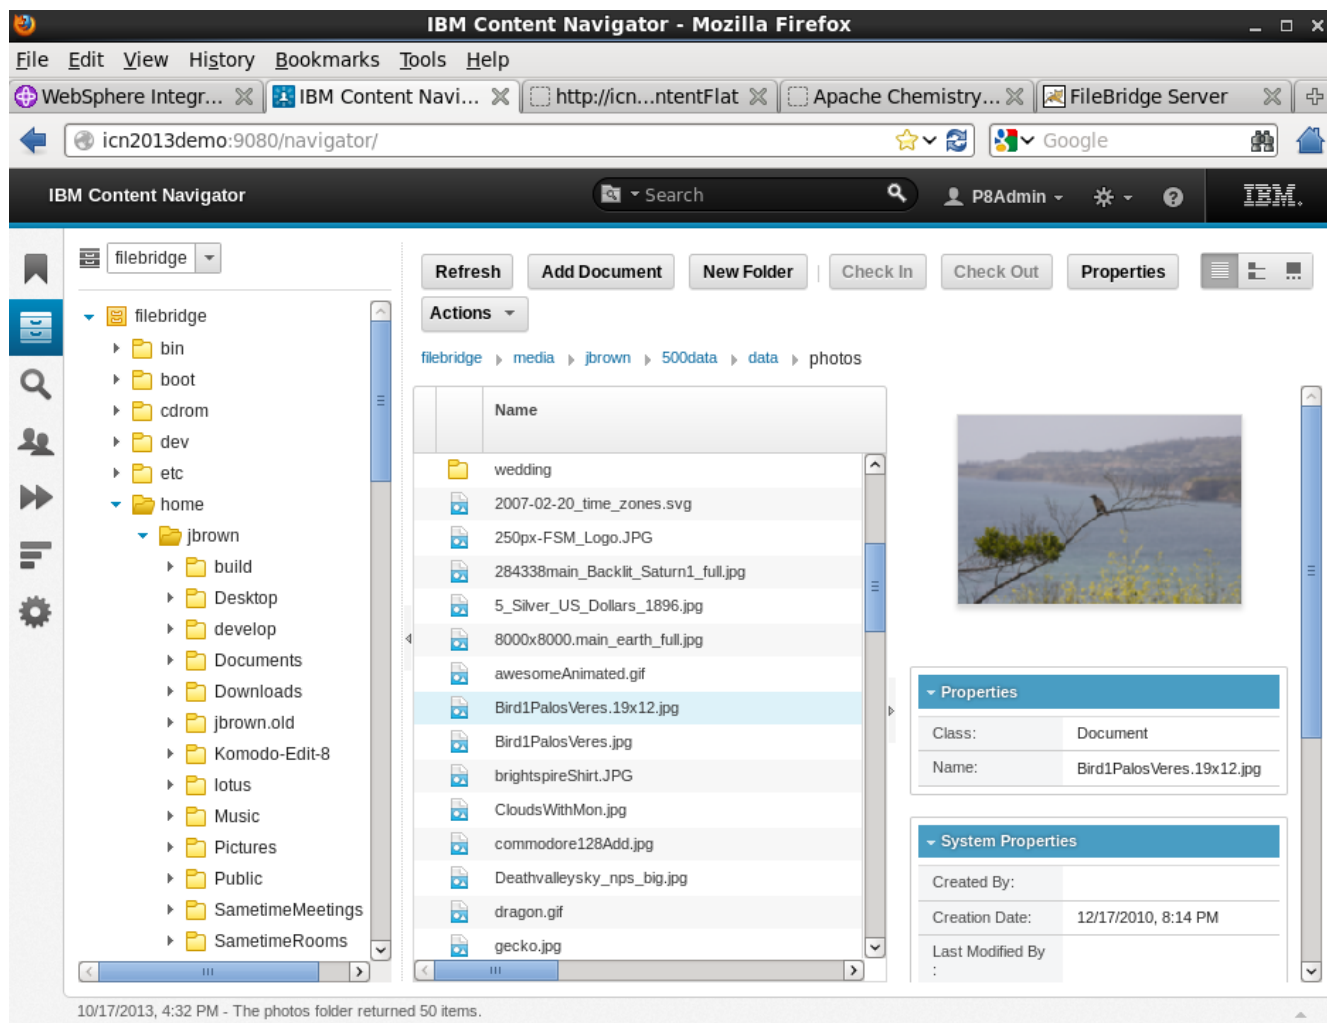 IBM Content Navigator - Mozilla Firefox
File Edit View History Bookmarks Tools Help
WebSphere Integr... IBM Content Navi... http://icn...ntentFlat Apache Chemistry... FileBridge Server
icn2013demo:9080/navigator/ Google
IBM Content Navigator Search P8Admin IBM.
filebridge
Refresh Add Document New Folder Check In Check Out Properties
Actions
filebridge media jbrown 500data data photos
filebridge
bin
boot
cdrom
dev
etc
home
jbrown
build
Desktop
develop
Documents
Downloads
jbrown.old
Komodo-Edit-8
lotus
Music
Pictures
Public
SametimeMeetings
SametimeRooms
Name
wedding
2007-02-20_time_zones.svg
250px-FSM_Logo.JPG
284338main_Backlit_Saturn1_full.jpg
5_Silver_US_Dollars_1896.jpg
8000x8000.main_earth_full.jpg
awesomeAnimated.gif
Bird1PalosVeres.19x12.jpg
Bird1PalosVeres.jpg
brightspireShirt.JPG
CloudsWithMon.jpg
commodore128Add.jpg
Deathvalleysky_nps_big.jpg
dragon.gif
gecko.jpg
Properties
Class: Document
Name: Bird1PalosVeres.19x12.jpg
System Properties
Created By:
Creation Date: 12/17/2010, 8:14 PM
Last Modified By
:
10/17/2013, 4:32 PM - The photos folder returned 50 items.